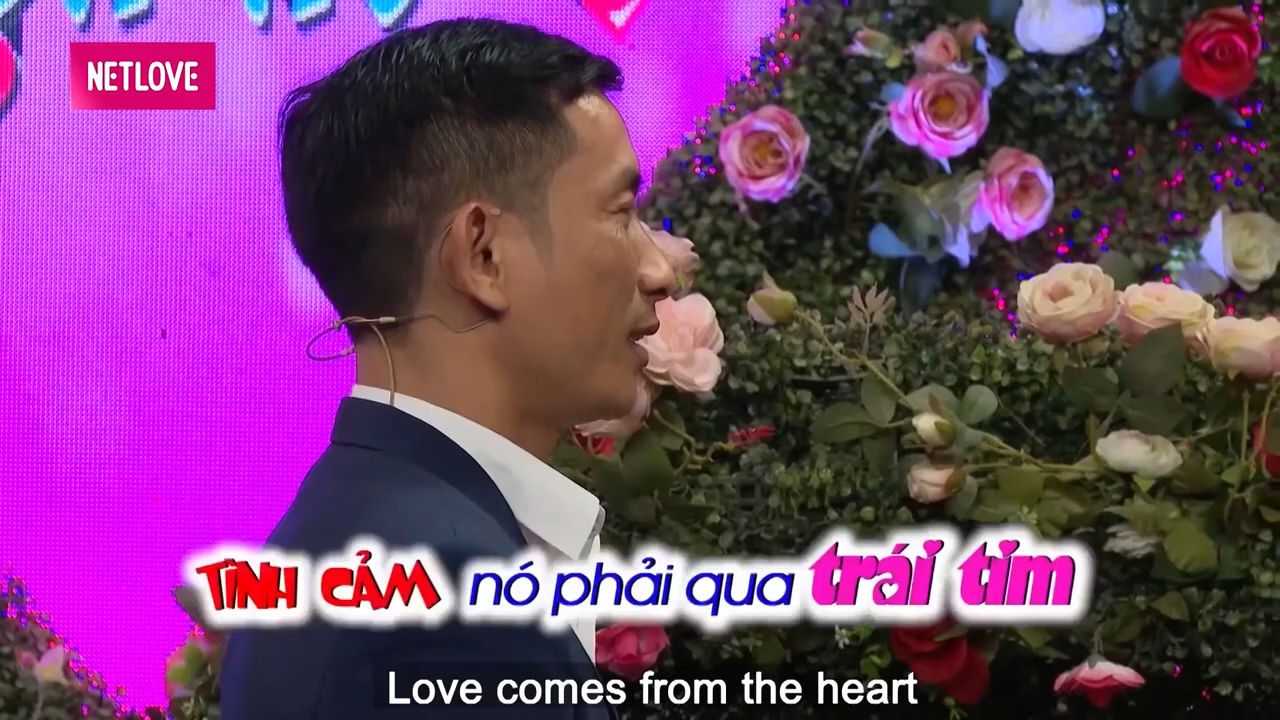 NETLOVE
TÌNH CẢM nó phải qua trái tim
Love comes from the heart